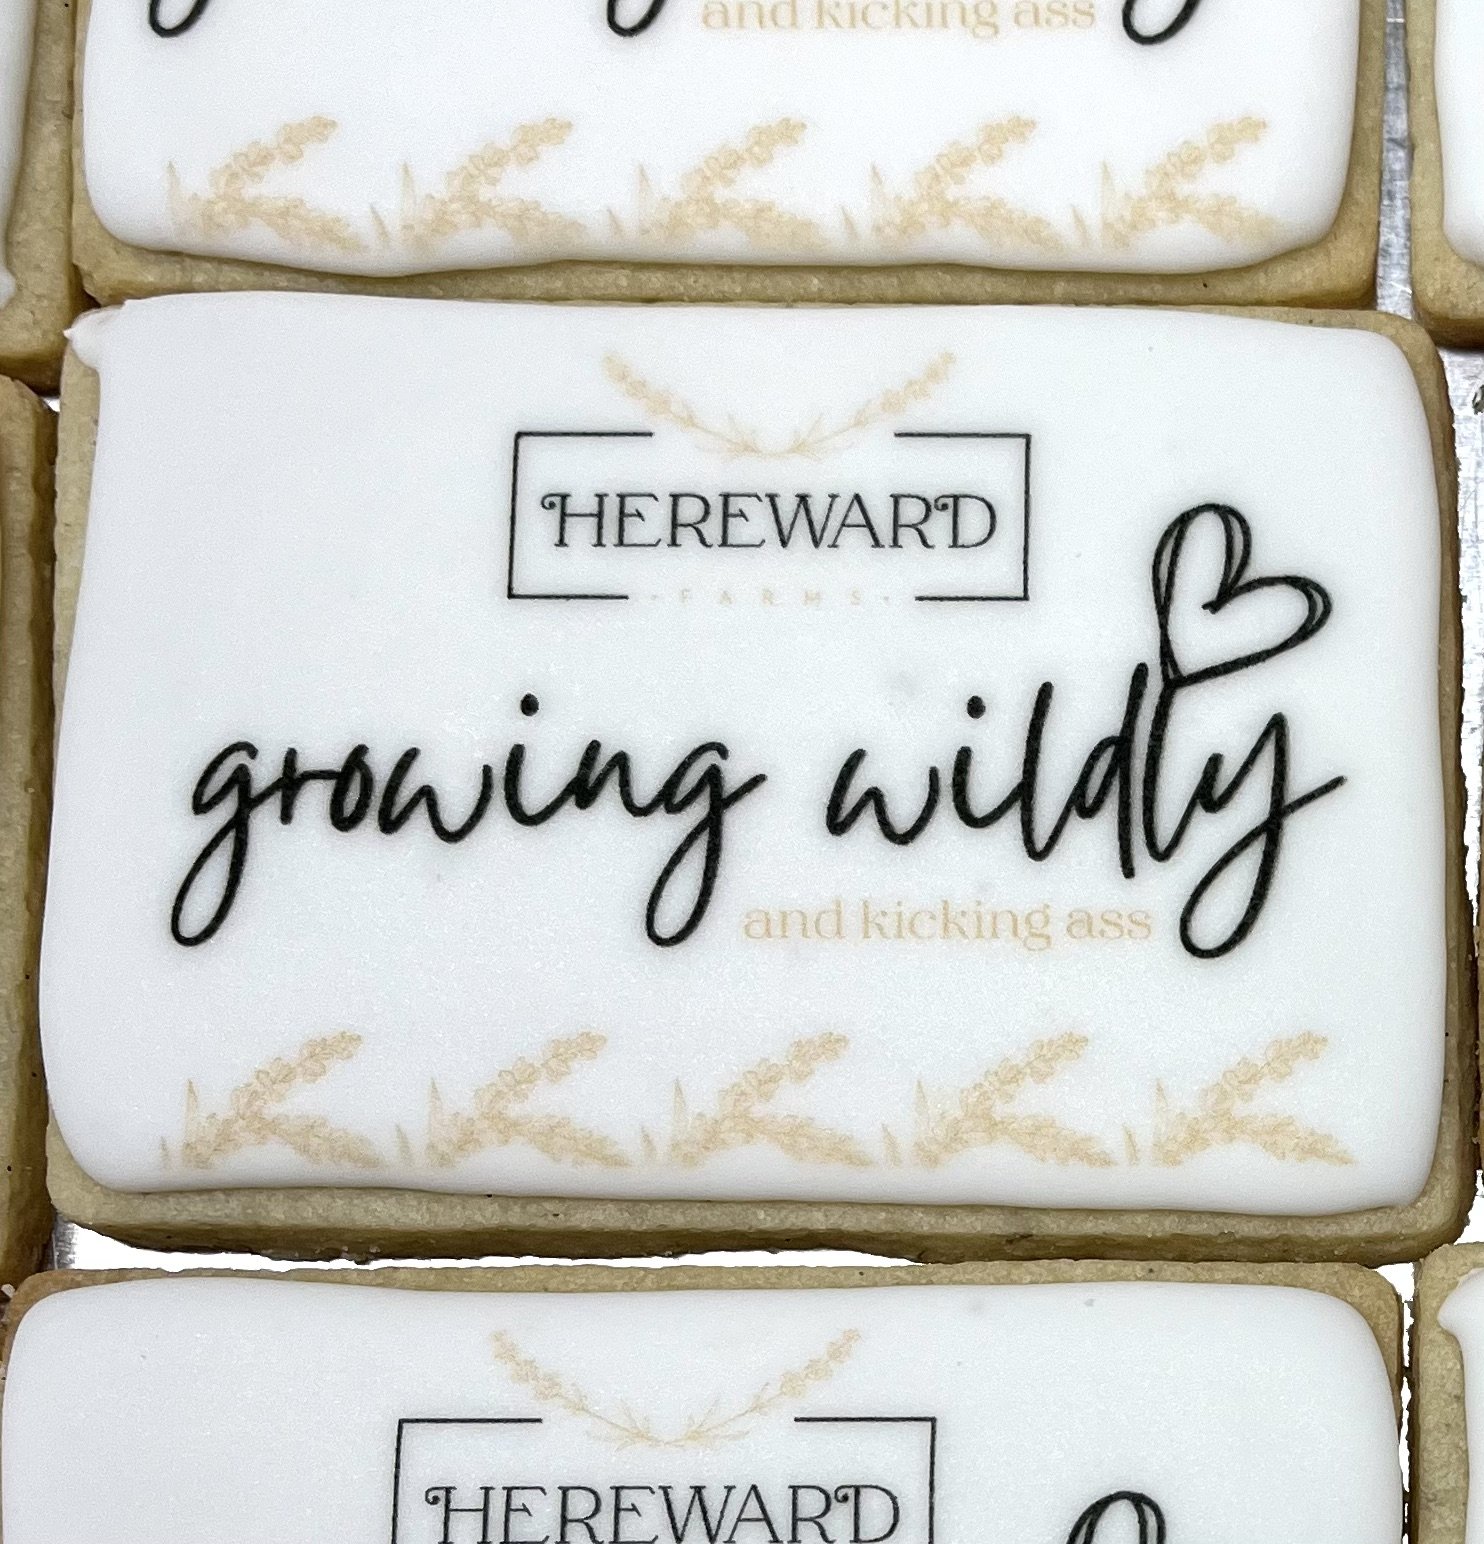 and kicking ass
HEREWARD
· FARMS ·
growing wildly
and kicking ass
HEREWARD